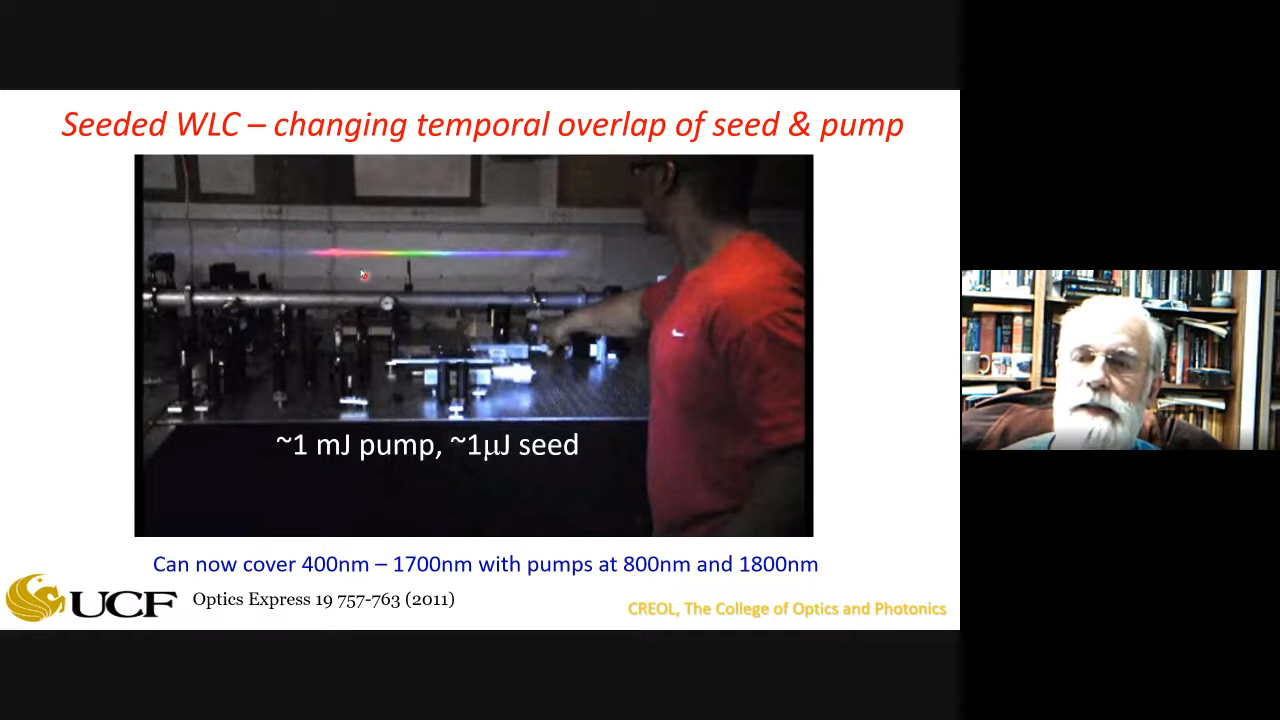 Seeded WLC – changing temporal overlap of seed & pump
~1 mJ pump, ~1μJ seed
Can now cover 400nm – 1700nm with pumps at 800nm and 1800nm
UCF
Optics Express 19 757-763 (2011)
CREOL, The College of Optics and Photonics